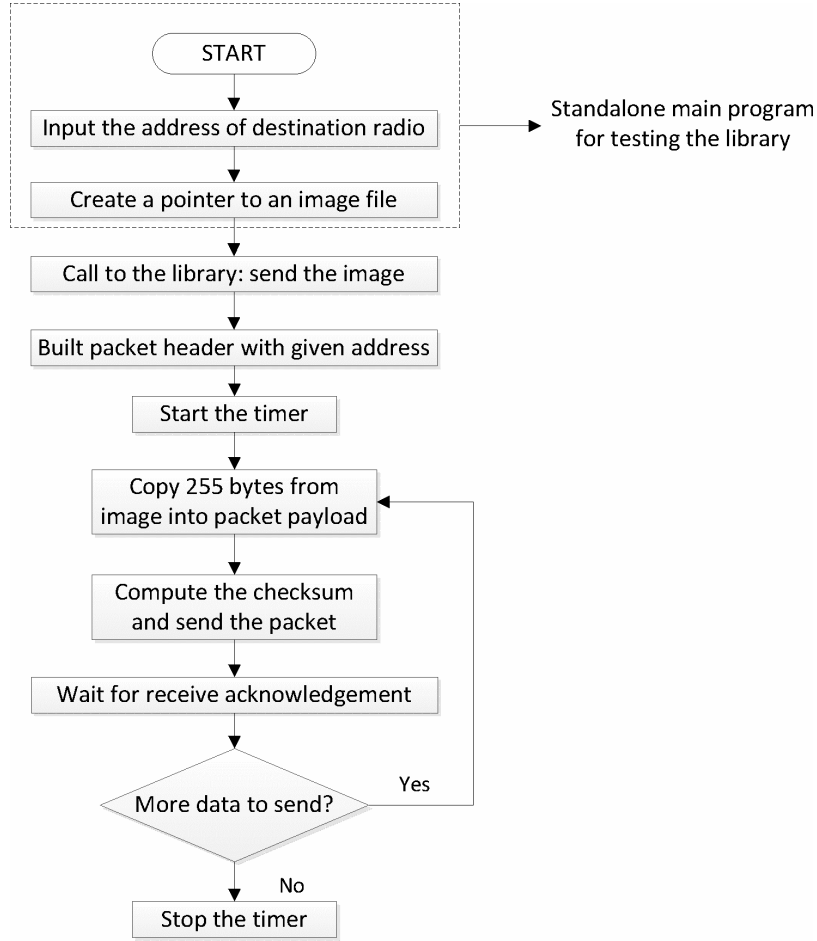 START
Input the address of destination radio
Standalone main program
for testing the library
Create a pointer to an image file
Call to the library: send the image
Built packet header with given address
Start the timer
Copy 255 bytes from
image into packet payload
Compute the checksum
and send the packet
Wait for receive acknowledgement
More data to send?
Yes
No
Stop the timer